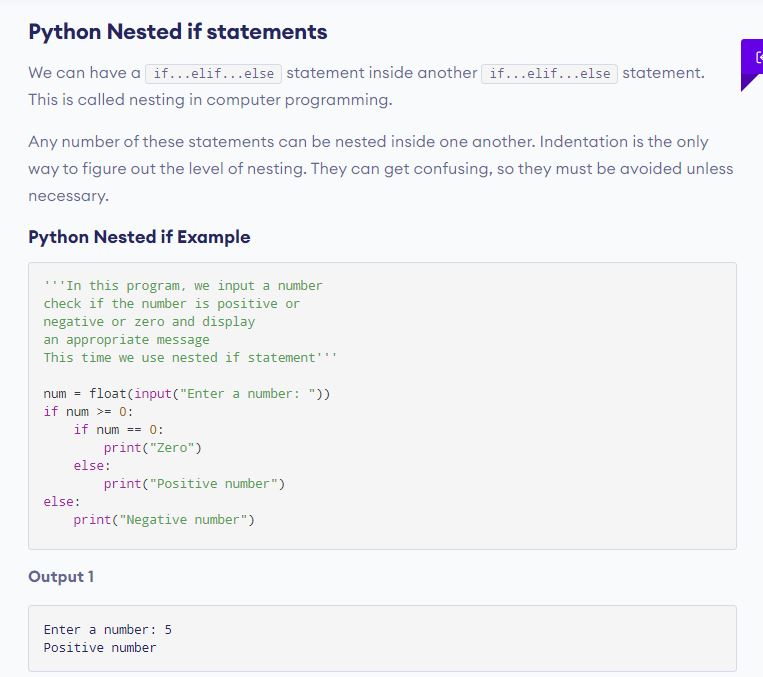 Python Nested if statements
We can have a if...elif...else statement inside another if...elif...else statement.
This is called nesting in computer programming.
Any number of these statements can be nested inside one another. Indentation is the only
way to figure out the level of nesting. They can get confusing, so they must be avoided unless
necessary.
Python Nested if Example
'''In this program, we input a number
check if the number is positive or
negative or zero and display
an appropriate message
This time we use nested if statement'''

num = float(input("Enter a number: "))
if num >= 0:
    if num == 0:
        print("Zero")
    else:
        print("Positive number")
else:
    print("Negative number")
Output 1
Enter a number: 5
Positive number